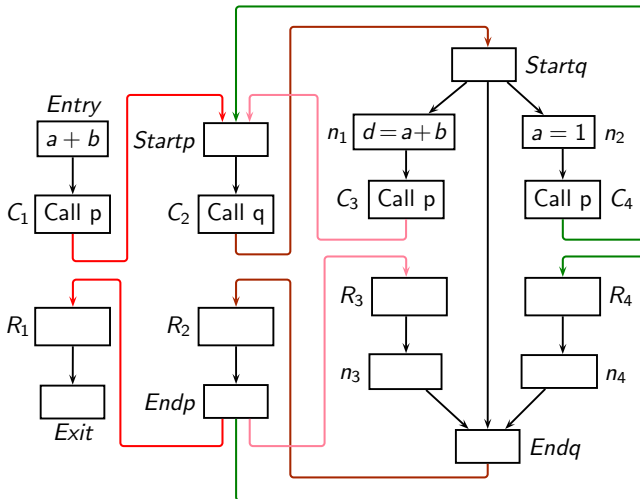 Entry
a + b
C1 Call p
R1
Exit
Startp
C2 Call q
R2
Endp
Startq
n1 d = a + b
a = 1 n2
C3 Call p
Call p C4
R3
R4
n3
n4
Endq